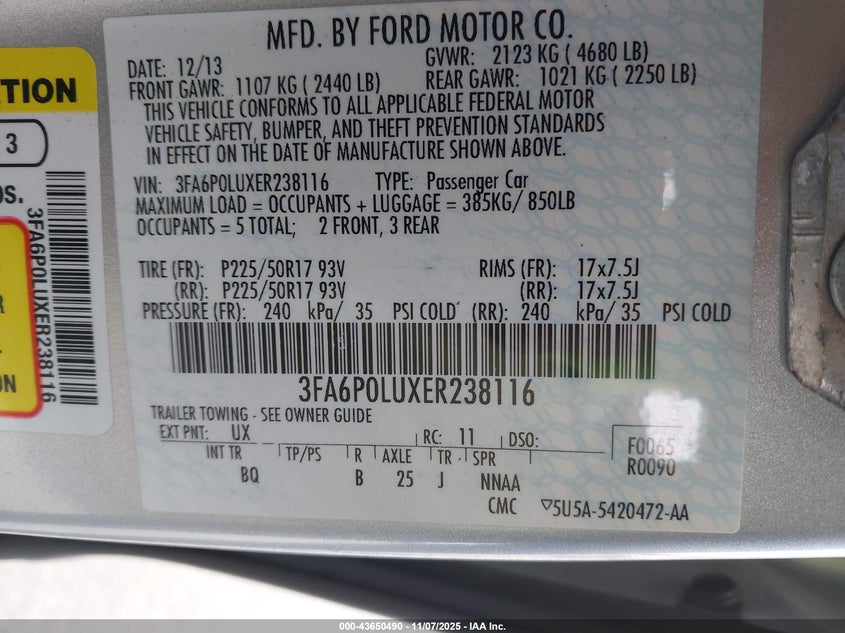 ATION
3
OS.
3FA6P0LUXER238116
ON
MFD. BY FORD MOTOR CO.
DATE: 12/13 GVWR: 2123 KG ( 4680 LB)
FRONT GAWR: 1107 KG ( 2440 LB) REAR GAWR: 1021 KG ( 2250 LB)
THIS VEHICLE CONFORMS TO ALL APPLICABLE FEDERAL MOTOR
VEHICLE SAFETY, BUMPER, AND THEFT PREVENTION STANDARDS
IN EFFECT ON THE DATE OF MANUFACTURE SHOWN ABOVE.
VIN: 3FA6P0LUXER238116 TYPE: Passenger Car
MAXIMUM LOAD = OCCUPANTS + LUGGAGE = 385KG/ 850LB
OCCUPANTS = 5 TOTAL; 2 FRONT, 3 REAR
TIRE (FR): P225/50R17 93V RIMS (FR): 17x7.5J
(RR): P225/50R17 93V (RR): 17x7.5J
PRESSURE (FR): 240 kPa/ 35 PSI COLD (RR): 240 kPa/ 35 PSI COLD
3FA6P0LUXER238116
TRAILER TOWING - SEE OWNER GUIDE
EXT PNT: UX RC: 11 DSO:
INT TR TP/PS R AXLE TR SPR
BQ B 25 J NNAA
F0065
R0090
CMC ▽5U5A-5420472-AA
000-43650490 - 11/07/2025 - IAA Inc.